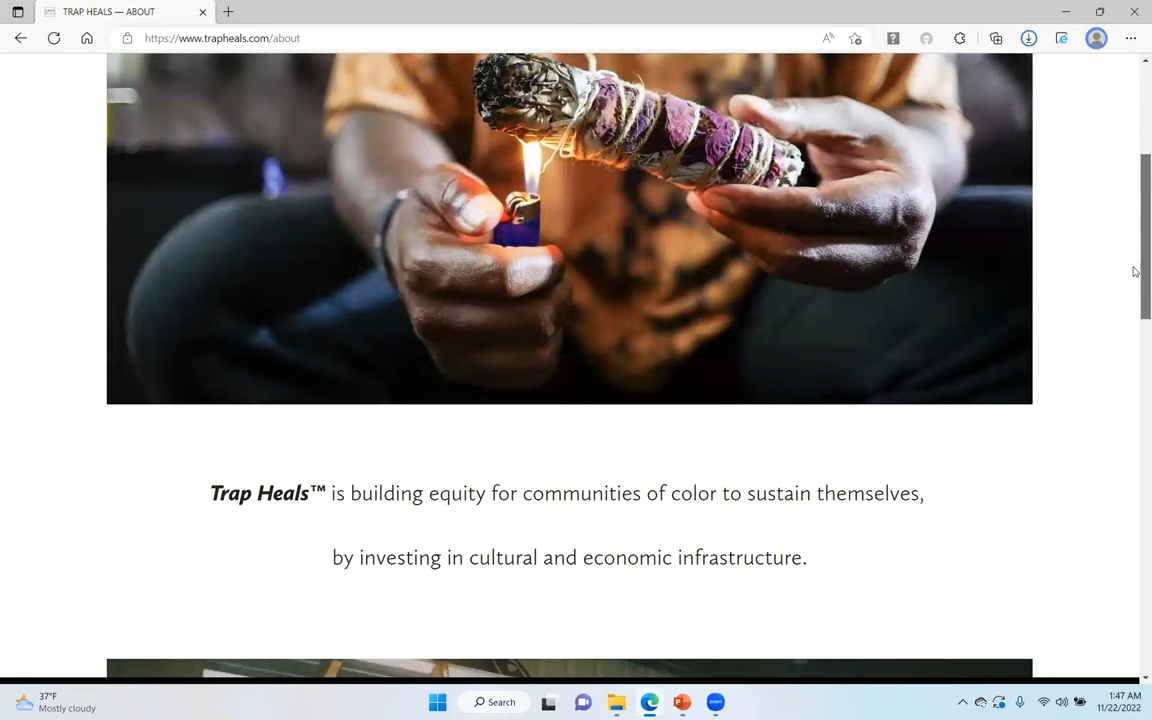 TRAP HEALS — ABOUT
https://www.trapheals.com/about
Trap Heals™ is building equity for communities of color to sustain themselves,
by investing in cultural and economic infrastructure.
37°F
Mostly cloudy
Search
zoom
1:47 AM
11/22/2022